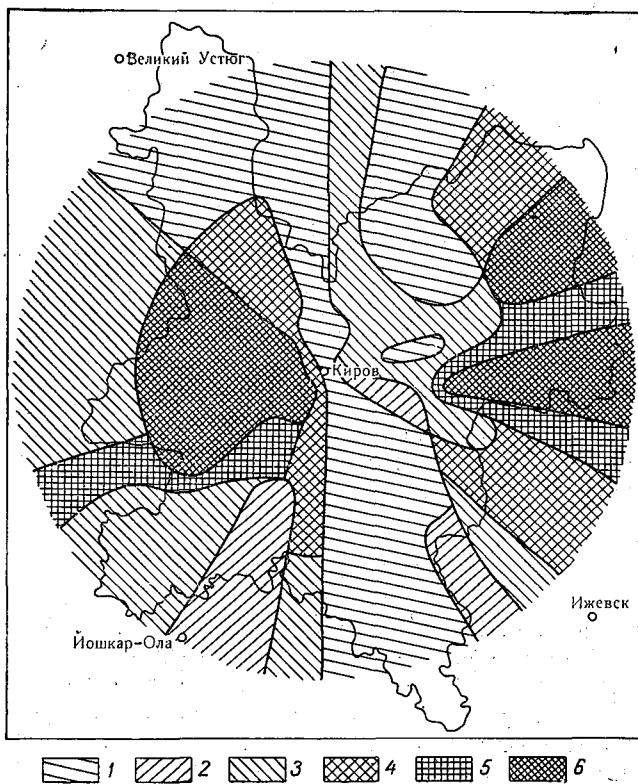 Великий Устюг
Киров
Ижевск
Йошкар-Ола
1 2 3 4 5 6